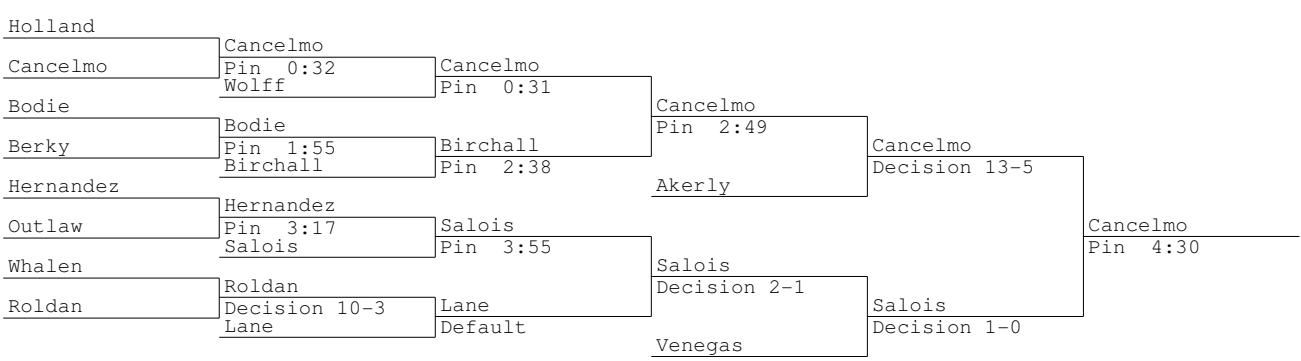 Holland
Cancelmo
Cancelmo
Pin  0:32
Cancelmo
Wolff
Pin  0:31
Bodie
Cancelmo
Bodie
Pin  2:49
Berky
Pin  1:55
Birchall
Cancelmo
Birchall
Pin  2:38
Decision 13-5
Hernandez
Akerly
Hernandez
Outlaw
Pin  3:17
Salois
Cancelmo
Salois
Pin  3:55
Pin  4:30
Whalen
Salois
Roldan
Decision 2-1
Roldan
Decision 10-3
Lane
Salois
Lane
Default
Decision 1-0
Venegas